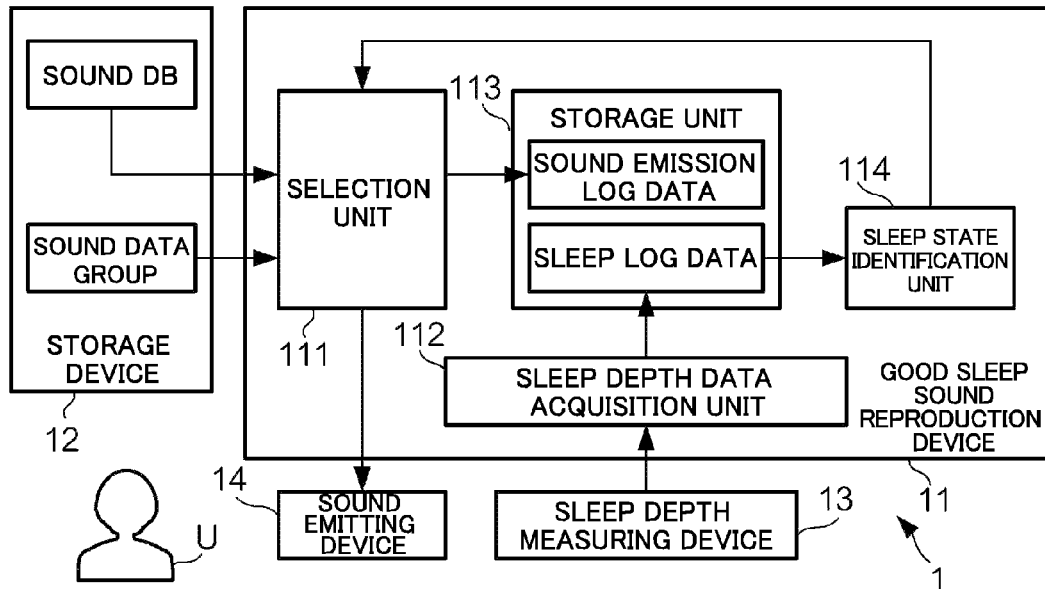 SOUND DB
SOUND DATA
GROUP
STORAGE
DEVICE
12
SELECTION
UNIT
111
113
STORAGE UNIT
SOUND EMISSION
LOG DATA
SLEEP LOG DATA
114
SLEEP STATE
IDENTIFICATION
UNIT
112
SLEEP DEPTH DATA
ACQUISITION UNIT
GOOD SLEEP
SOUND
REPRODUCTION
DEVICE
11
14
SOUND
EMITTING
DEVICE
SLEEP DEPTH
MEASURING DEVICE
13
U
1